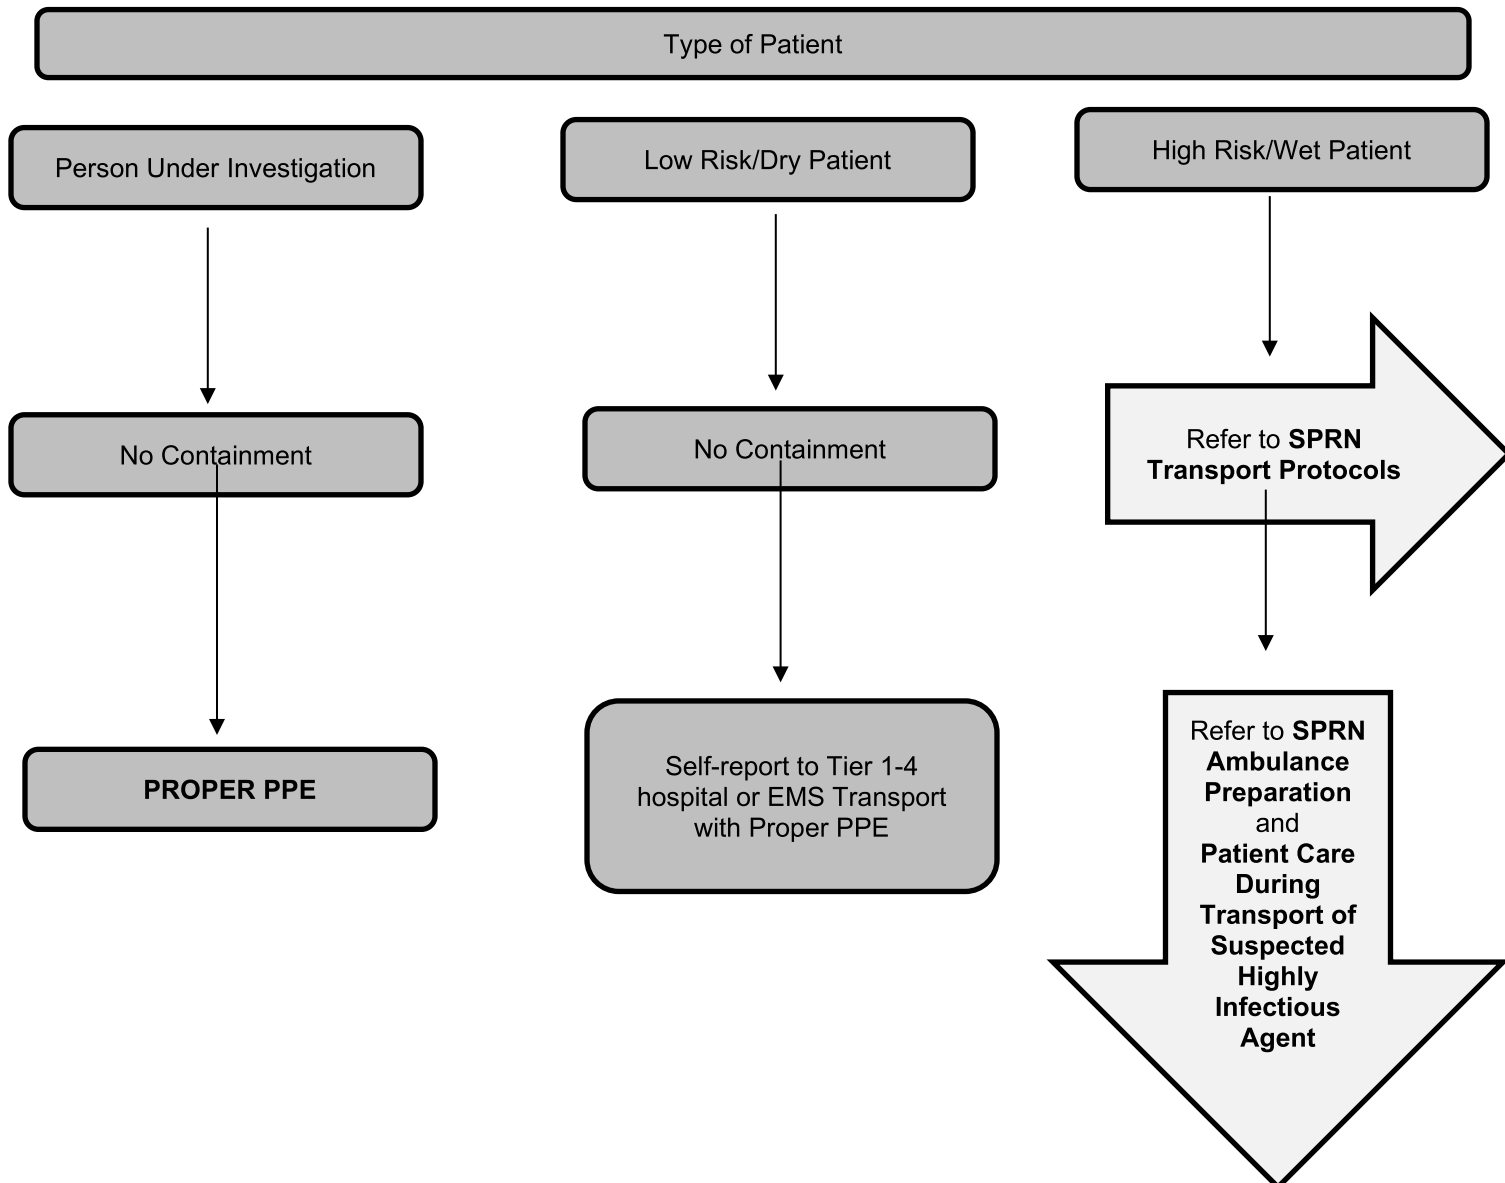 Type of Patient
Person Under Investigation
Low Risk/Dry Patient
High Risk/Wet Patient
No Containment
No Containment
Refer to SPRN
Transport Protocols
PROPER PPE
Self-report to Tier 1-4
hospital or EMS Transport
with Proper PPE
Refer to SPRN
Ambulance
Preparation
and
Patient Care
During
Transport of
Suspected
Highly
Infectious
Agent